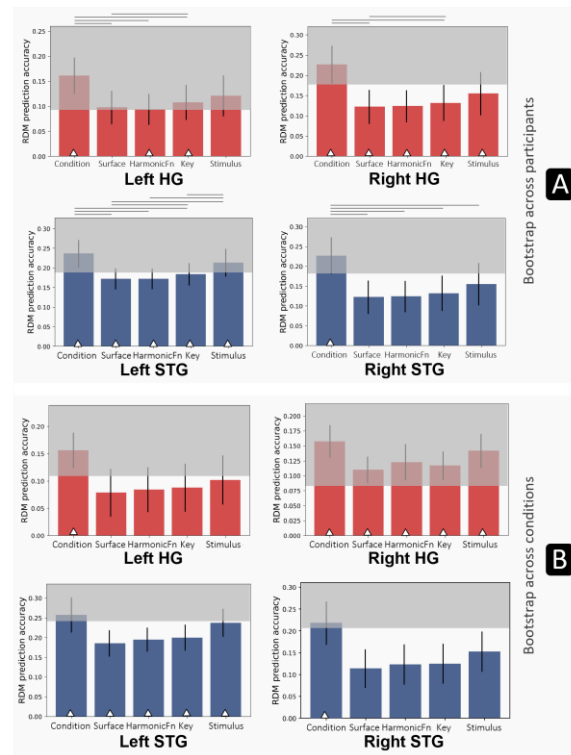 RDM prediction accuracy
0.25
0.20
0.15
0.10
0.05
0.00
Condition Surface HarmonicFn Key Stimulus
Left HG
RDM prediction accuracy
0.30
0.25
0.20
0.15
0.10
0.05
0.00
Condition Surface HarmonicFn Key Stimulus
Right HG
RDM prediction accuracy
0.30
0.25
0.20
0.15
0.10
0.05
0.00
Condition Surface HarmonicFn Key Stimulus
Left STG
RDM prediction accuracy
0.30
0.25
0.20
0.15
0.10
0.05
0.00
Condition Surface HarmonicFn Key Stimulus
Right STG
Bootstrap across participants
A
RDM prediction accuracy
0.20
0.15
0.10
0.05
0.00
Condition Surface HarmonicFn Key Stimulus
Left HG
RDM prediction accuracy
0.200
0.175
0.150
0.125
0.100
0.075
0.050
0.025
0.000
Condition Surface HarmonicFn Key Stimulus
Right HG
RDM prediction accuracy
0.30
0.25
0.20
0.15
0.10
0.05
0.00
Condition Surface HarmonicFn Key Stimulus
Left STG
RDM prediction accuracy
0.30
0.25
0.20
0.15
0.10
0.05
0.00
Condition Surface HarmonicFn Key Stimulus
Right STG
Bootstrap across conditions
B